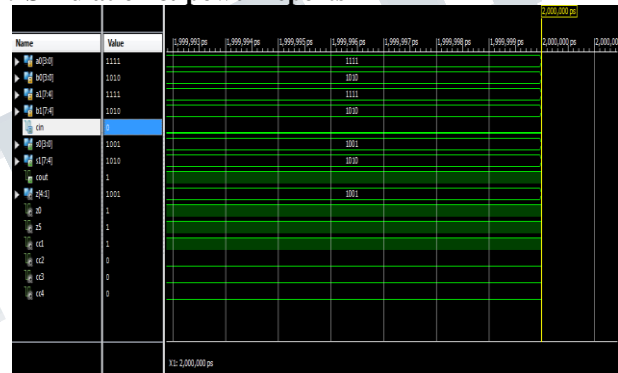 2,000,000 ps
Name Value 1,999,993 ps 1,999,994 ps 1,999,995 ps 1,999,996 ps 1,999,997 ps 1,999,998 ps 1,999,999 ps 2,000,000 ps 2,000,00
a0[3:0] 1111 1111
b0[3:0] 1010 1010
a1[7:4] 1111 1111
b1[7:4] 1010 1010
cin 0
s0[3:0] 1001 1001
s1[7:4] 1010 1010
cout 1
z[4:1] 1001 1001
z0 1
z5 1
cc1 1
cc2 0
cc3 0
cc4 0
X1: 2,000,000 ps